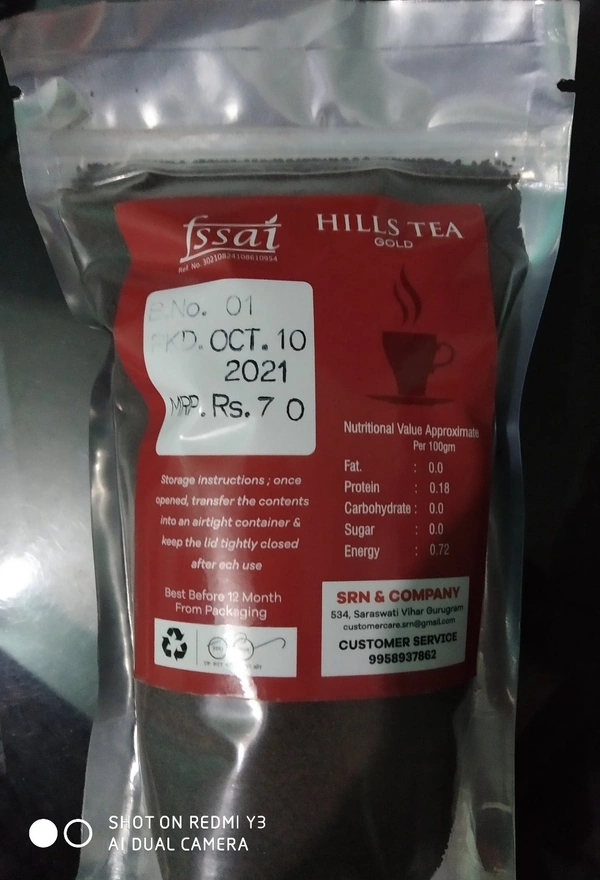 fssai
Ref No. 30210824108610854
HILLS TEA
GOLD
B.No. 01
PKD. OCT. 10
2021
MRP. Rs. 70
Nutritional Value Approximate
Per 100gm
Fat. : 0.0
Protein : 0.18
Carbohydrate : 0.0
Sugar : 0.0
Energy : 0.72
Storage instructions ; once
opened, transfer the contents
into an airtight container &
keep the lid tightly closed
after ech use
Best Before 12 Month
From Packaging
SRN & COMPANY
534, Saraswati Vihar Gurugram
customercare.srn@gmail.com
CUSTOMER SERVICE
9958937862
SHOT ON REDMI Y3
AI DUAL CAMERA